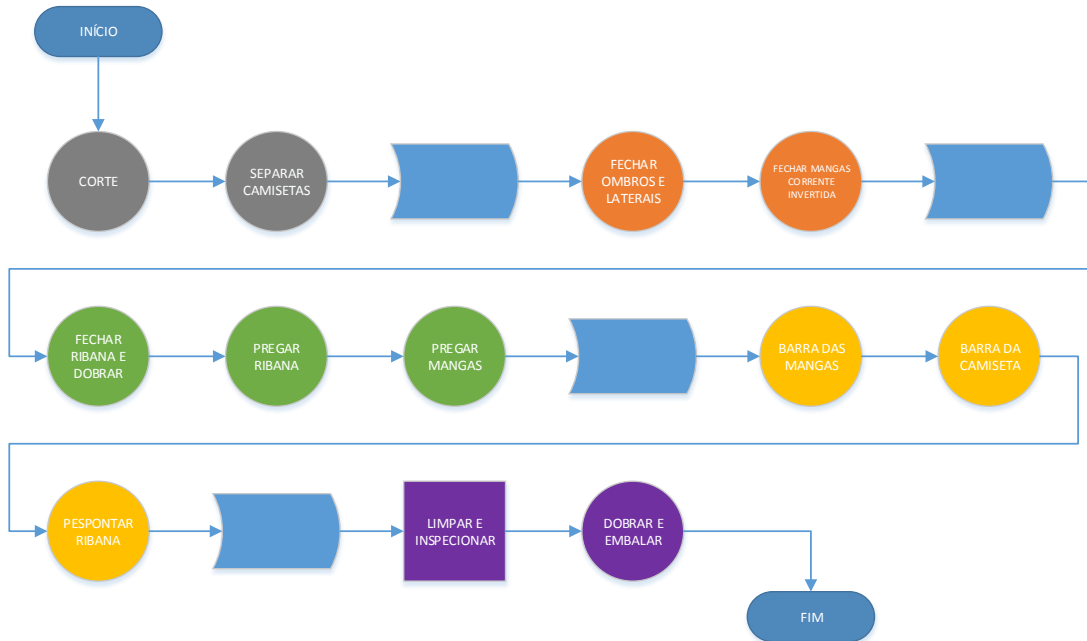 INÍCIO
CORTE
SEPARAR
CAMISETAS
FECHAR
OMBROS E
LATERAIS
FECHAR MANGAS
CORRENTE
INVERTIDA
FECHAR
RIBANA E
DOBRAR
PREGAR
RIBANA
PREGAR
MANGAS
BARRA DAS
MANGAS
BARRA DA
CAMISETA
PESPONTAR
RIBANA
LIMPAR E
INSPECIONAR
DOBRAR E
EMBALAR
FIM